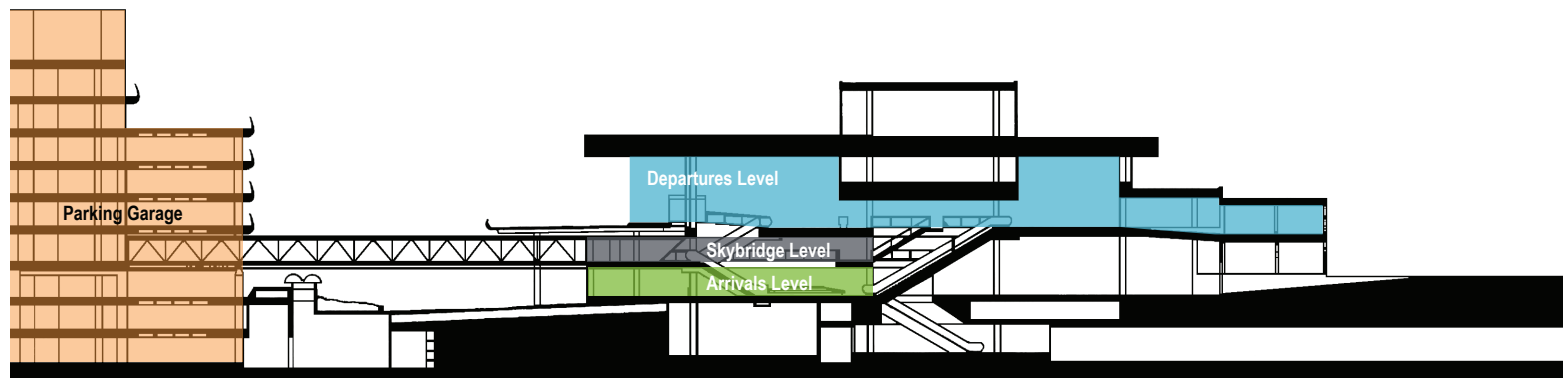 Departures Level
Parking Garage
Skybridge Level
Arrivals Level